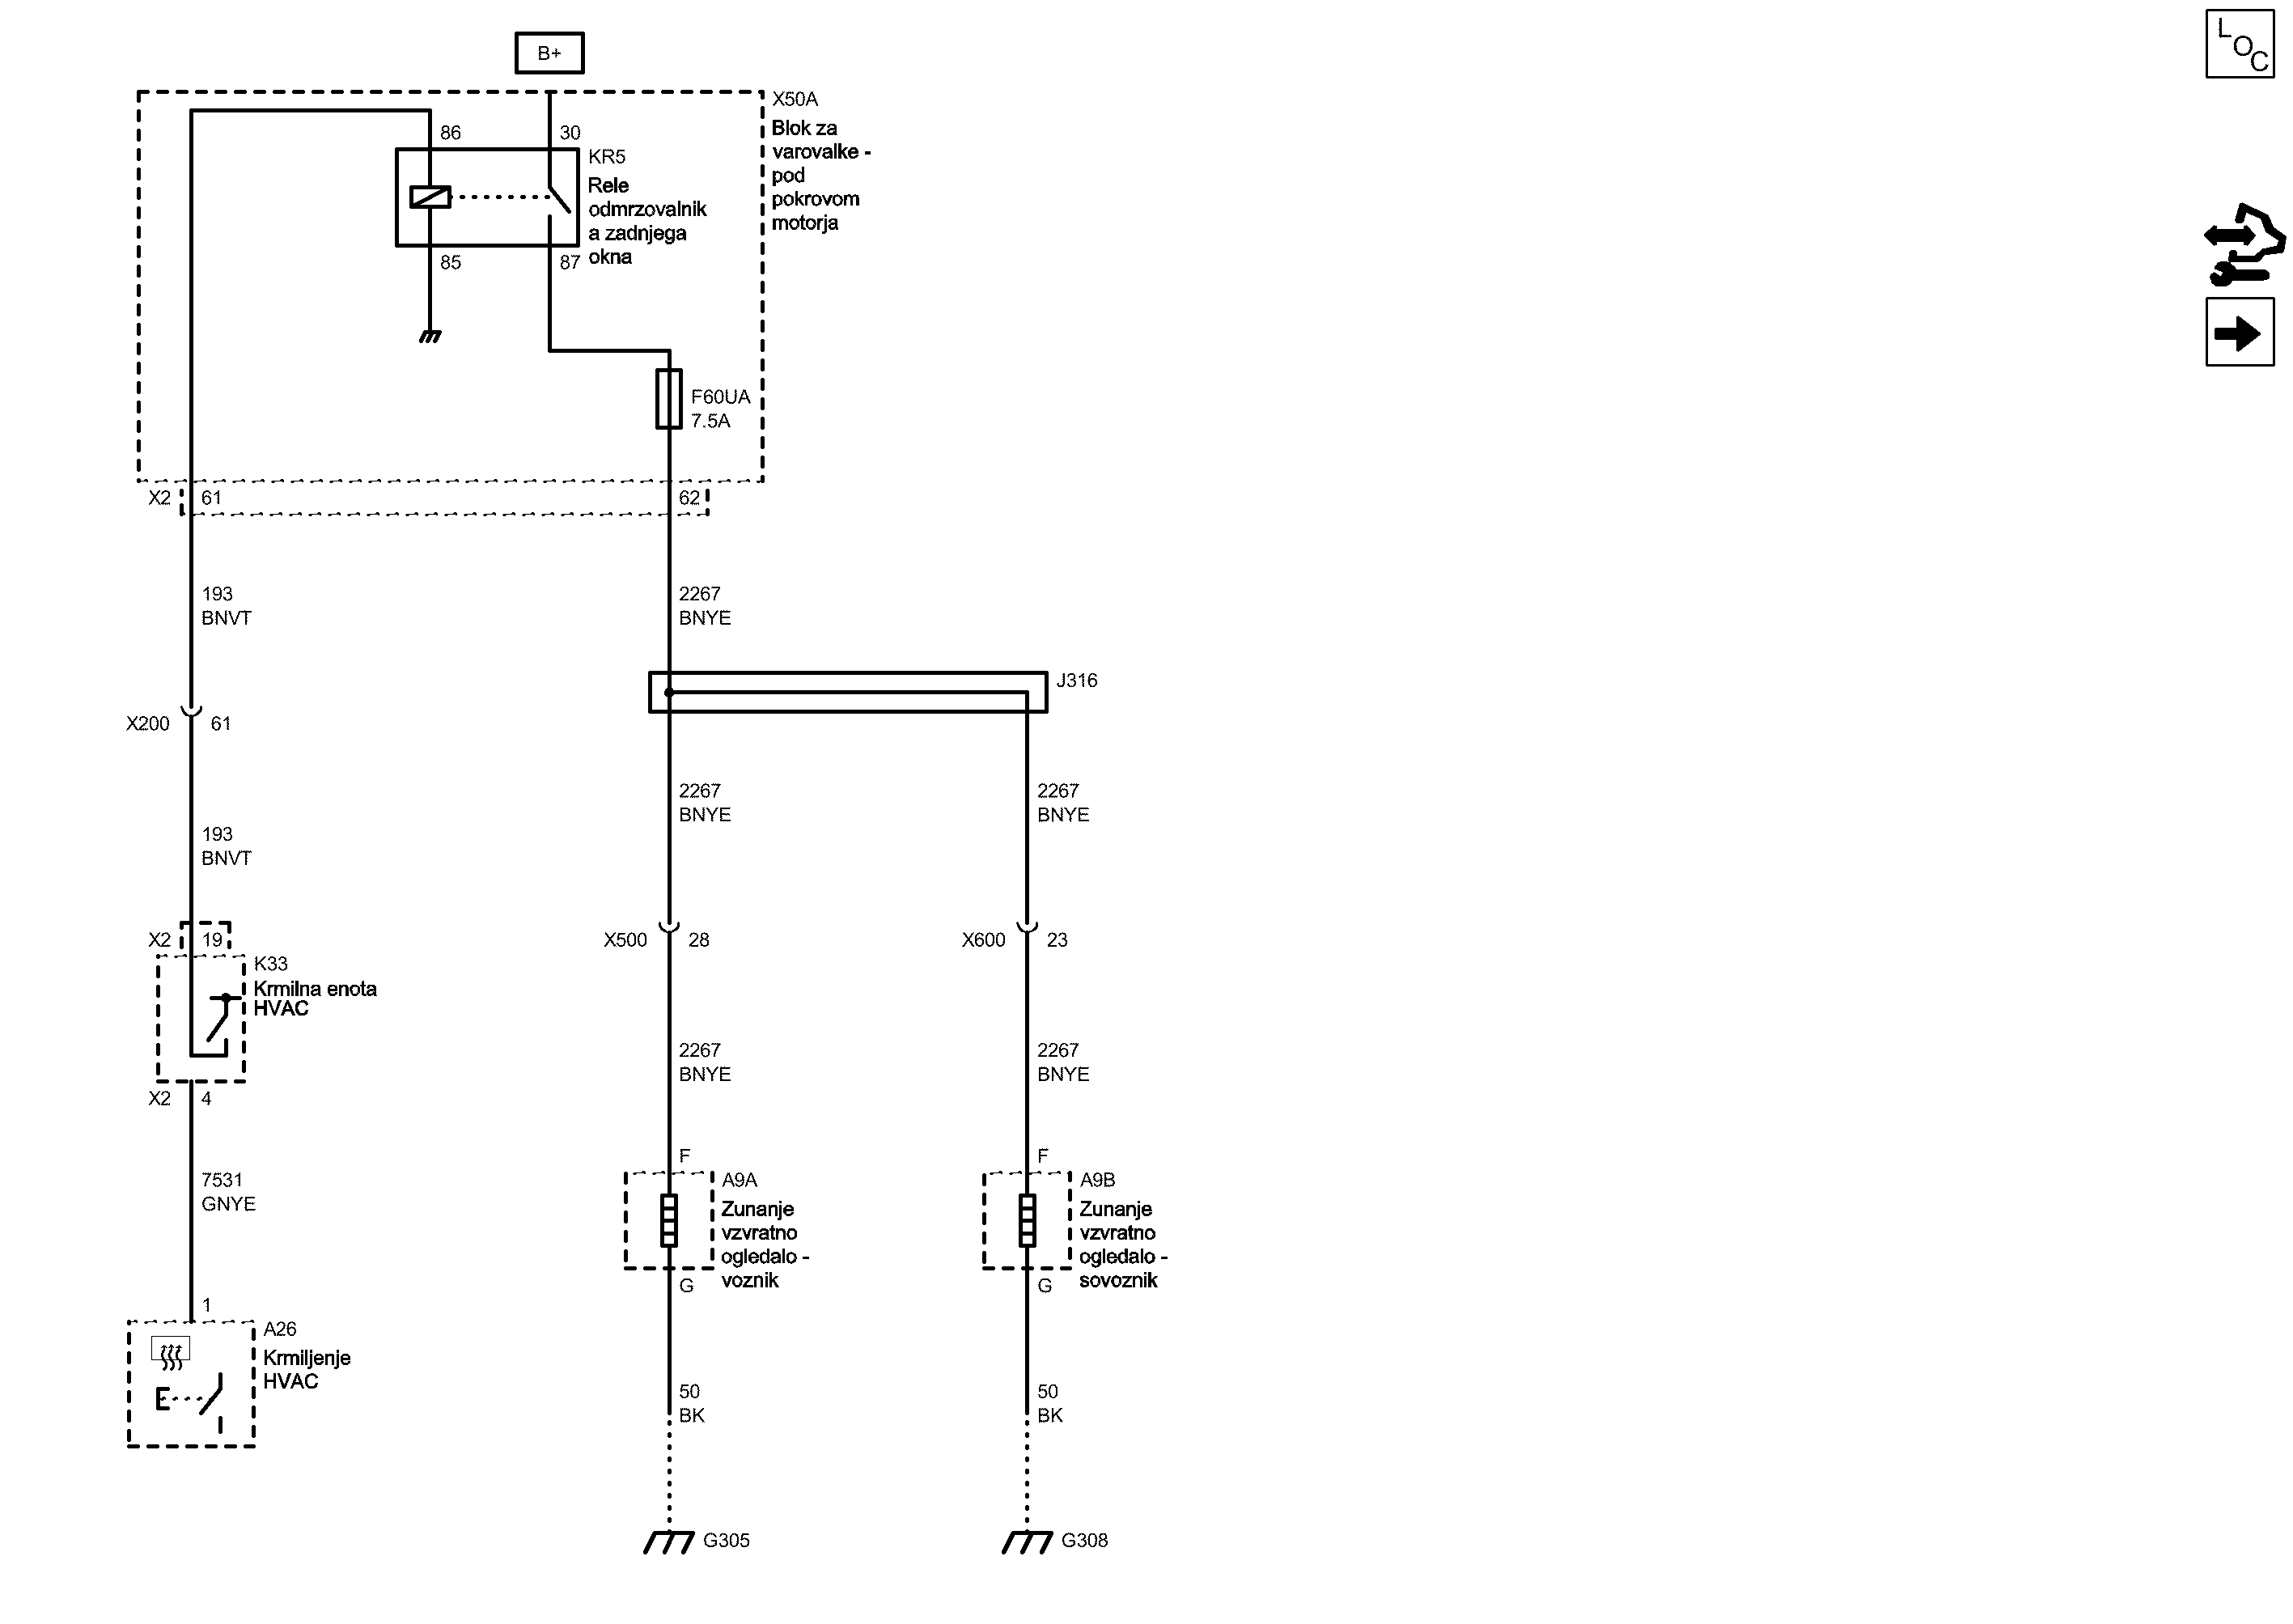 B+
LOC
X50A
Blok za
varovalke -
pod
pokrovom
motorja
86
30
KR5
Rele
odmrzovalnik
a zadnjega
okna
85
87
F60UA
7.5A
X2
61
62
193
BNVT
2267
BNYE
J316
X200
61
2267
BNYE
2267
BNYE
193
BNVT
X2
19
X500
28
X600
23
K33
Krmilna enota
HVAC
2267
BNYE
2267
BNYE
X2
4
F
F
7531
GNYE
A9A
Zunanje
vzvratno
ogledalo -
voznik
A9B
Zunanje
vzvratno
ogledalo -
sovoznik
G
G
1
A26
Krmiljenje
HVAC
50
BK
50
BK
G305
G308